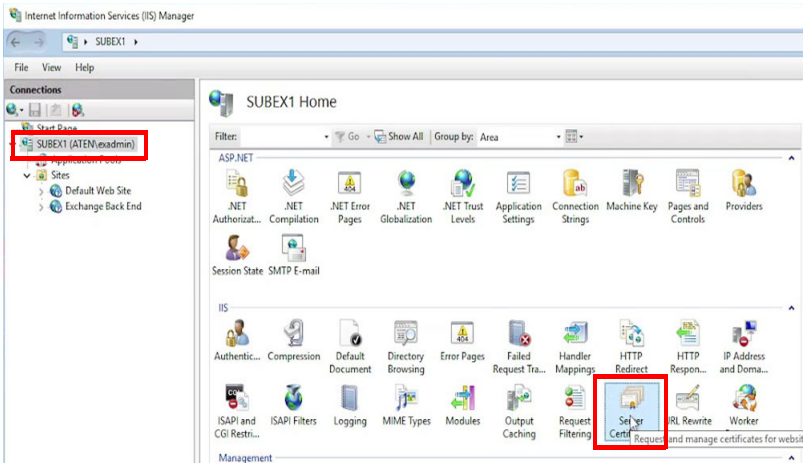 Internet Information Services (IIS) Manager
SUBEX1
File View Help
Connections
Start Page
SUBEX1 (ATEN\exadmin)
Application Pools
Sites
Default Web Site
Exchange Back End
SUBEX1 Home
Filter: Go Show All Group by: Area
ASP.NET
.NET Authorizat...
.NET Compilation
.NET Error Pages
.NET Globalization
.NET Trust Levels
Application Settings
Connection Strings
Machine Key
Pages and Controls
Providers
Session State
SMTP E-mail
IIS
Authentic...
Compression
Default Document
Directory Browsing
Error Pages
Failed Request Tra...
Handler Mappings
HTTP Redirect
HTTP Respon...
IP Address and Doma...
ISAPI and CGI Restri...
ISAPI Filters
Logging
MIME Types
Modules
Output Caching
Request Filtering
Server
URL Rewrite
Worker
Request and manage certificates for websit
Management